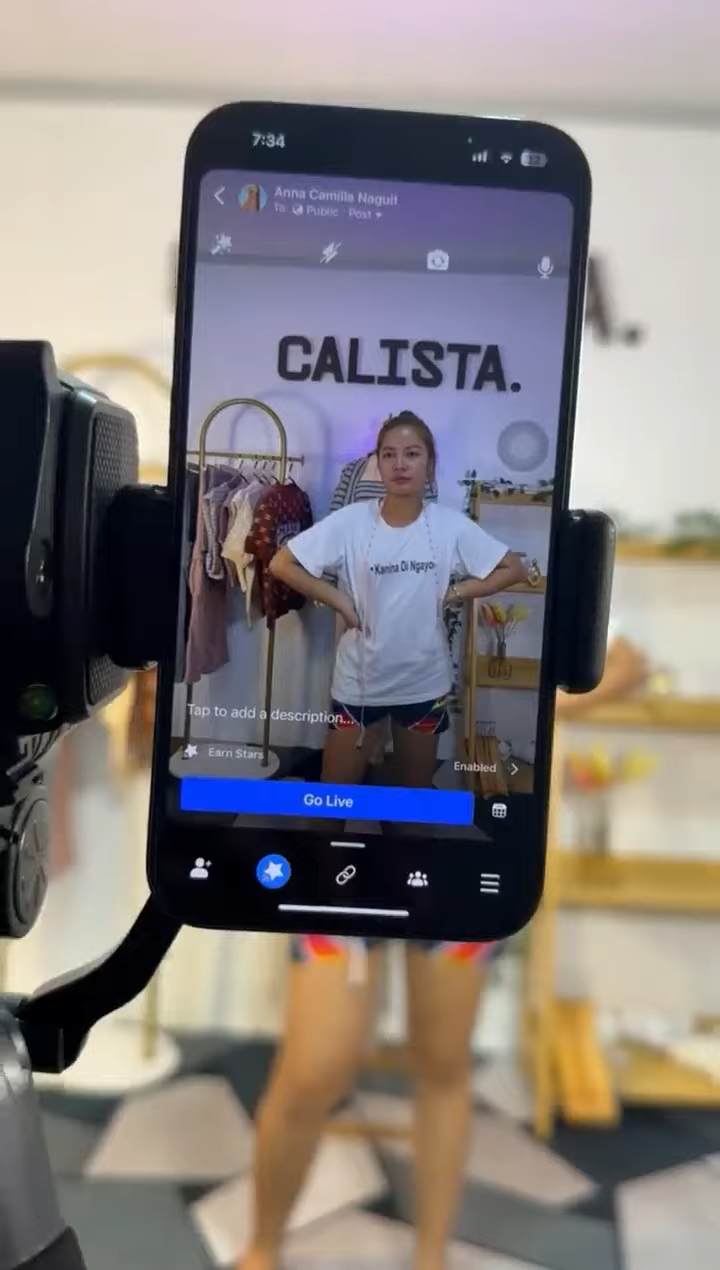 7:34
12
Anna Camilla Naguit
To: Public · Post
CALISTA.
A.
• Kanina Di Ngayon
Tap to add a description...
Earn Stars
Enabled
Go Live